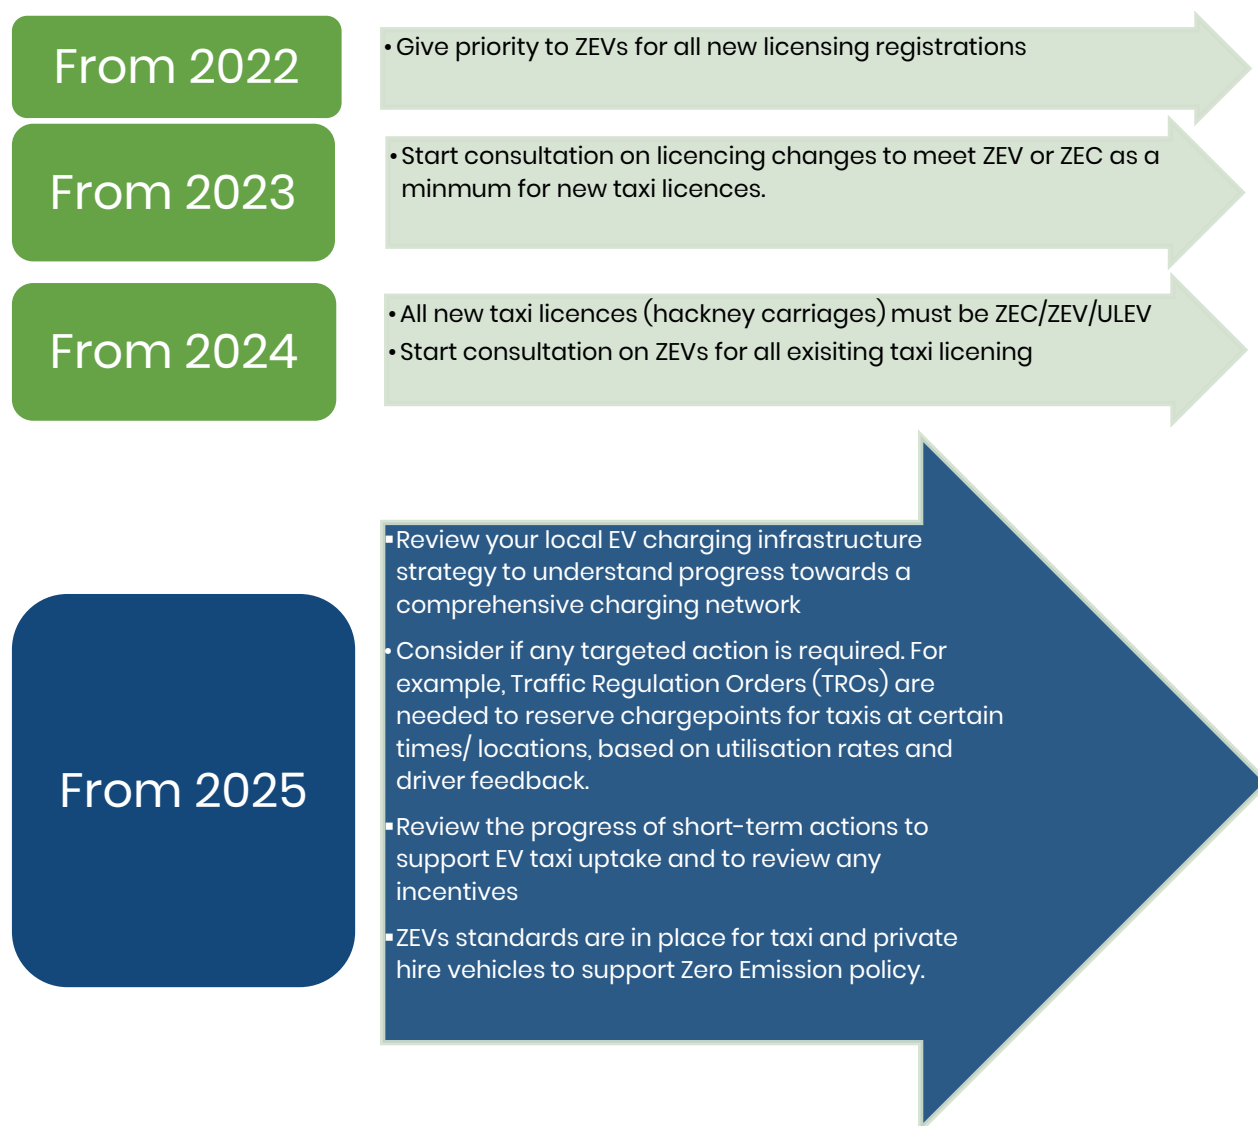 From 2022
• Give priority to ZEVs for all new licensing registrations
From 2023
• Start consultation on licencing changes to meet ZEV or ZEC as a
minmum for new taxi licences.
From 2024
• All new taxi licences (hackney carriages) must be ZEC/ZEV/ULEV
• Start consultation on ZEVs for all exisiting taxi licening
From 2025
▪ Review your local EV charging infrastructure
strategy to understand progress towards a
comprehensive charging network
• Consider if any targeted action is required. For
example, Traffic Regulation Orders (TROs) are
needed to reserve chargepoints for taxis at certain
times/ locations, based on utilisation rates and
driver feedback.
▪ Review the progress of short-term actions to
support EV taxi uptake and to review any
incentives
▪ ZEVs standards are in place for taxi and private
hire vehicles to support Zero Emission policy.